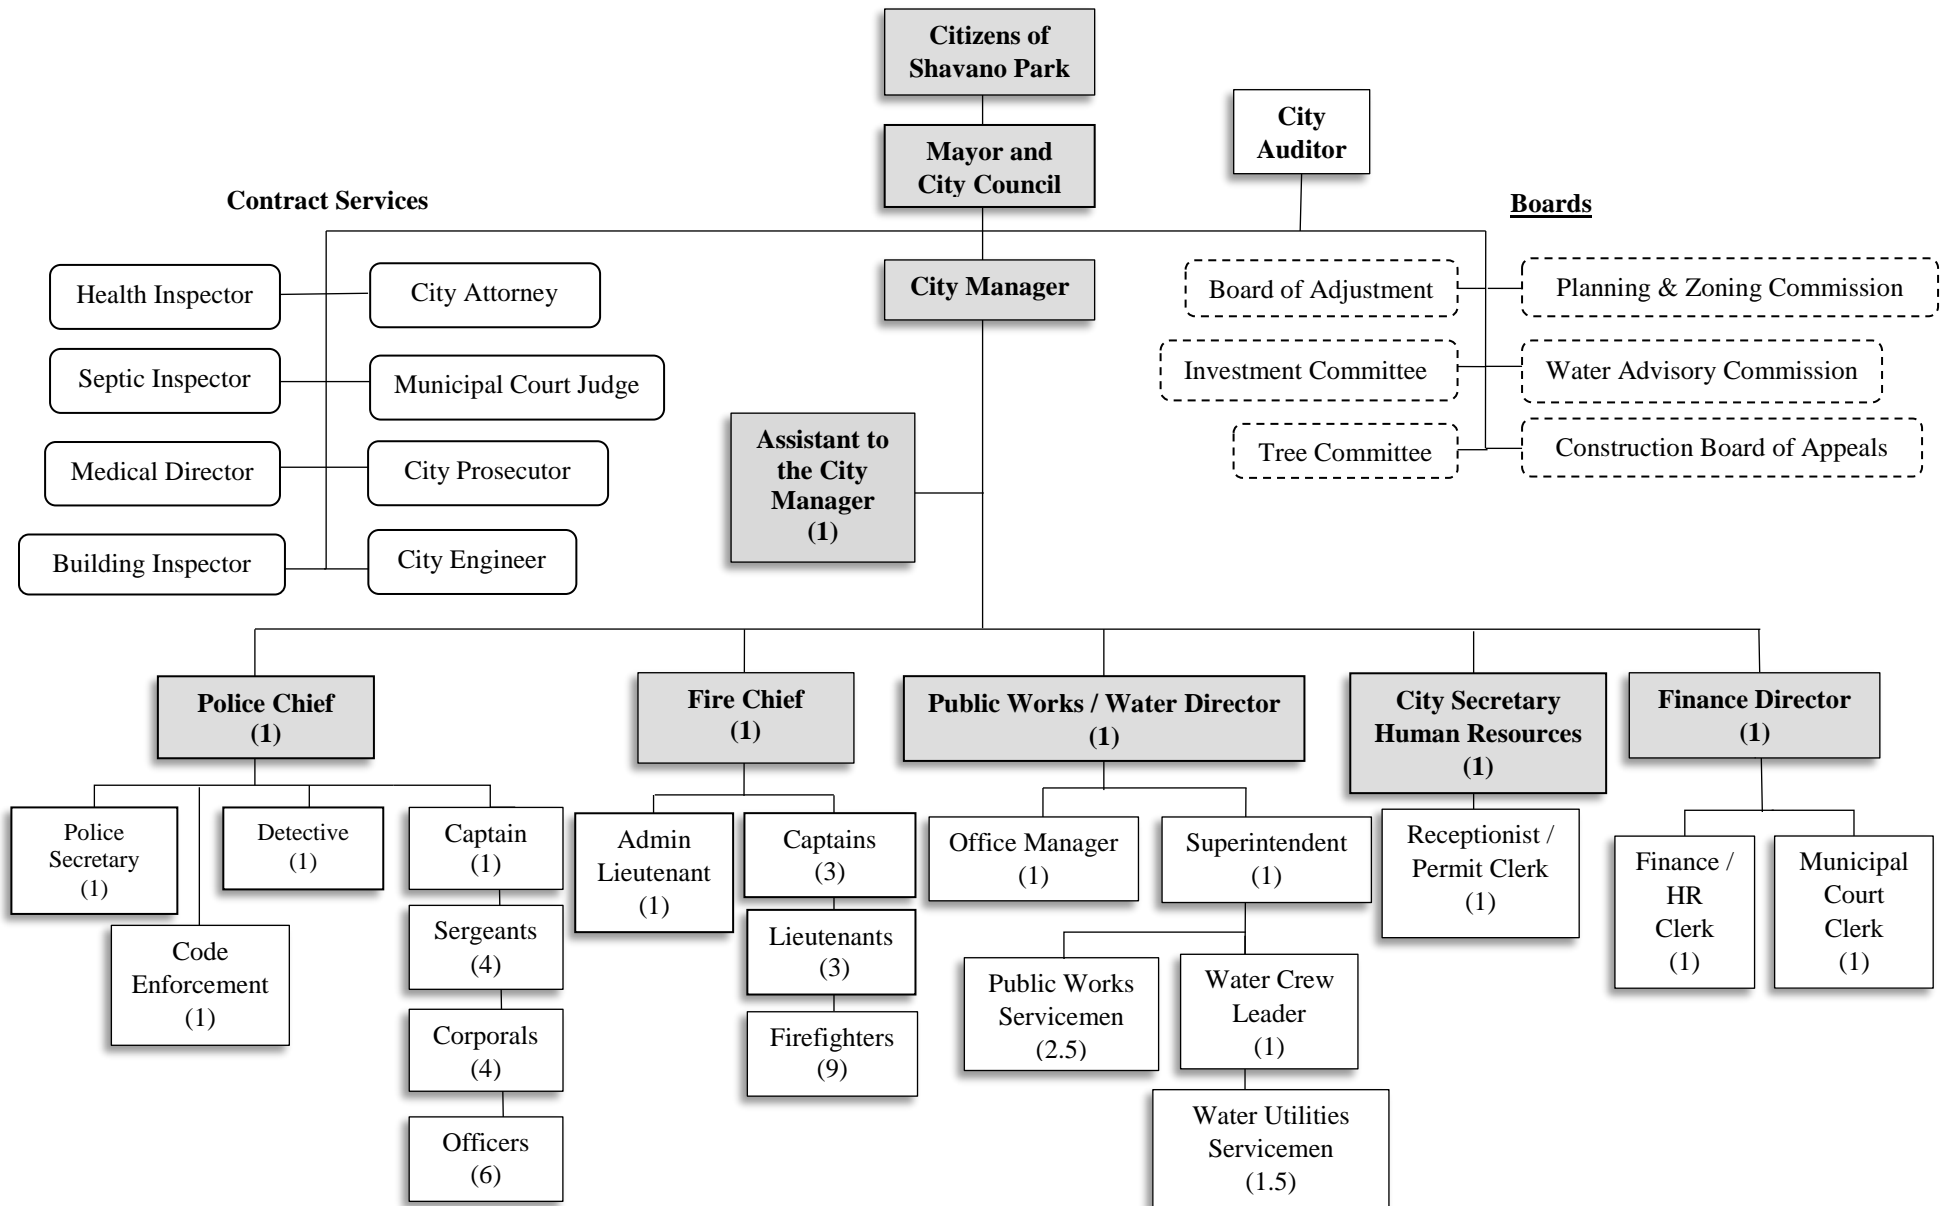 Citizens of
Shavano Park
Mayor and
City Council
City
Auditor
Contract Services
Boards
Health Inspector
City Attorney
Septic Inspector
Municipal Court Judge
Medical Director
City Prosecutor
Building Inspector
City Engineer
City Manager
Board of Adjustment
Planning & Zoning Commission
Investment Committee
Water Advisory Commission
Tree Committee
Construction Board of Appeals
Assistant to
the City
Manager
(1)
Police Chief
(1)
Fire Chief
(1)
Public Works / Water Director
(1)
City Secretary
Human Resources
(1)
Finance Director
(1)
Police
Secretary
(1)
Code
Enforcement
(1)
Detective
(1)
Captain
(1)
Sergeants
(4)
Corporals
(4)
Officers
(6)
Admin
Lieutenant
(1)
Captains
(3)
Lieutenants
(3)
Firefighters
(9)
Office Manager
(1)
Superintendent
(1)
Public Works
Servicemen
(2.5)
Water Crew
Leader
(1)
Water Utilities
Servicemen
(1.5)
Receptionist /
Permit Clerk
(1)
Finance /
HR
Clerk
(1)
Municipal
Court
Clerk
(1)